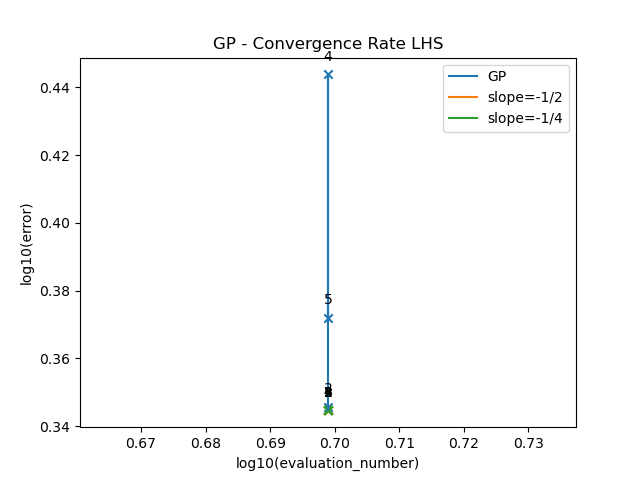 GP - Convergence Rate LHS
4
GP
slope=-1/2
slope=-1/4
5
0.44
0.42
0.40
0.38
0.36
0.34
log10(error)
0.67
0.68
0.69
0.70
0.71
0.72
0.73
log10(evaluation_number)